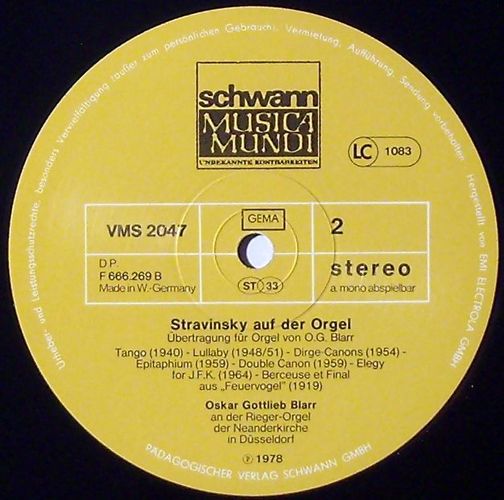 Urheber- und Leistungsschutzrechte, besonders Vervielfältigung (außer zum persönlichen Gebrauch), Vermietung, Aufführung, Sendung vorbehalten · Hergestellt von EMI ELECTROLA GMBH
schwann
MUSICA
MUNDI
UNBEKANNTE KOSTBARKEITEN
LC 1083
VMS 2047
GEMA
2
D.P.
F 666.269 B
Made in W.-Germany
ST 33
stereo
a. mono abspielbar
Stravinsky auf der Orgel
Übertragung für Orgel von O.G. Blarr
Tango (1940) - Lullaby (1948/51) - Dirge-Canons (1954) -
Epitaphium (1959) - Double Canon (1959) - Elegy
for J.F.K. (1964) - Berceuse et Final
aus „Feuervogel" (1919)
Oskar Gottlieb Blarr
an der Rieger-Orgel
der Neanderkirche
in Düsseldorf
℗ 1978
PÄDAGOGISCHER VERLAG SCHWANN GMBH